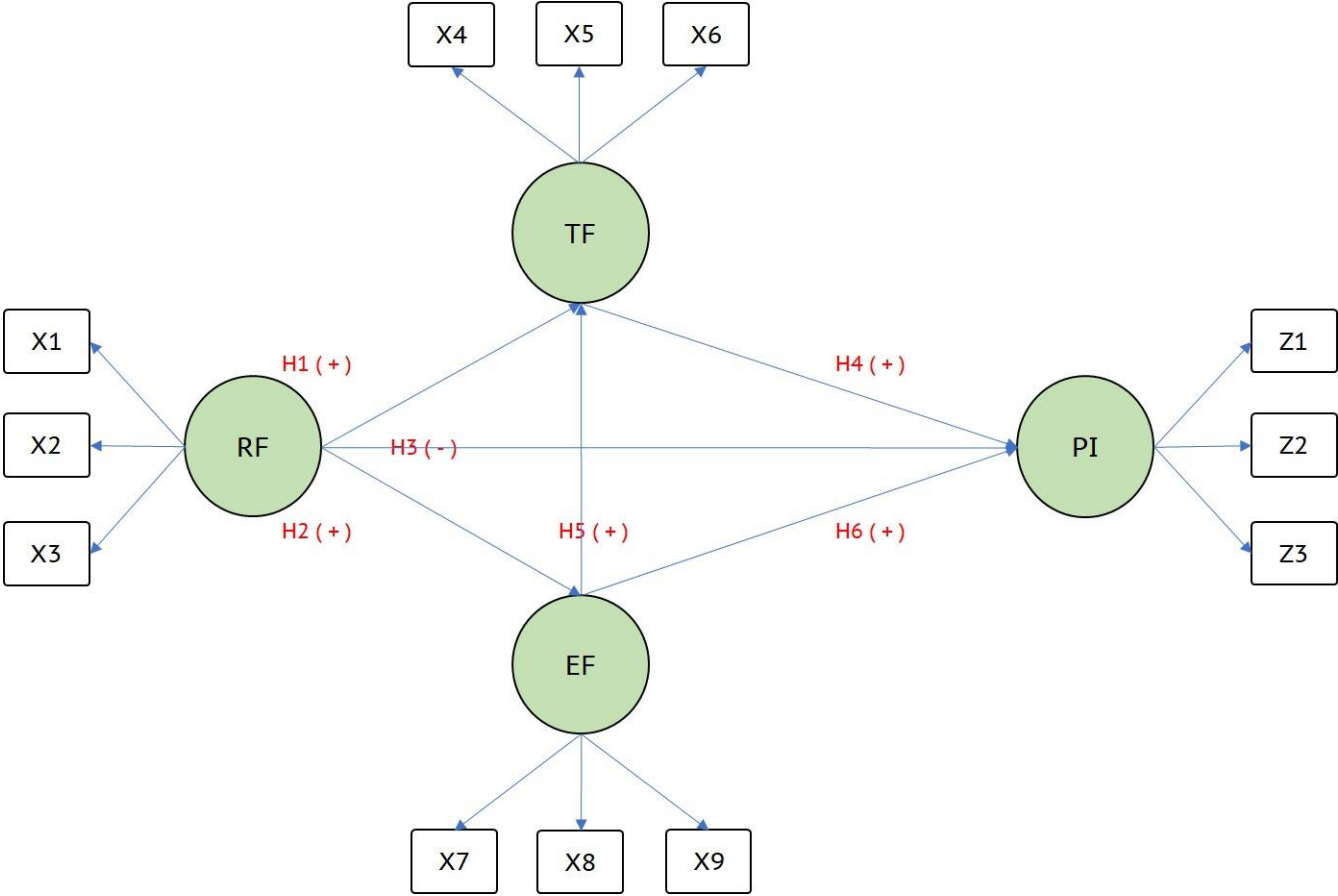 X4
X5
X6
TF
X1
H1 ( + )
H4 ( + )
Z1
X2
RF
H3 ( - )
PI
Z2
H2 ( + )
H5 ( + )
H6 ( + )
X3
Z3
EF
X7
X8
X9